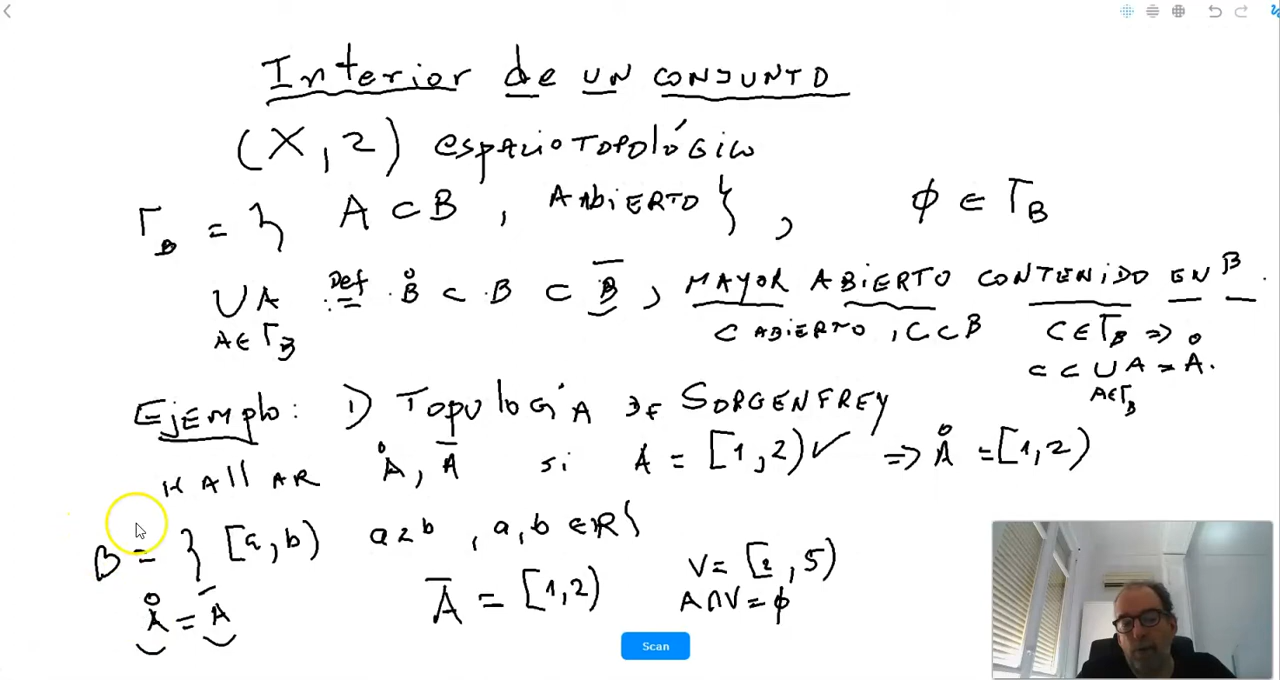 Interior de un conjunto
(X, τ) espacio Topológico
Γ_B = { A ⊂ B , A AbiERTO } , ϕ ∈ Γ_B
∪A A∈Γ_B := Def B̊ ⊂ B ⊂ B̅ , MAYOR ABIERTO CONTENIDO EN B.
C ABIERTO , C ⊂ B C ∈ Γ_B ⇒
C ⊂ ∪A A∈Γ_B = Å.
Ejemplo: 1) Topología de SORGENFREY
HAllAR Å, A̅ si A = [1,2) ✓ ⇒ Å = [1,2)
B = { [a,b) a<b , a,b ∈ ℝ }
V = [2,5)
Å = A̅ A̅ = [1,2) A∩V = ϕ
Scan